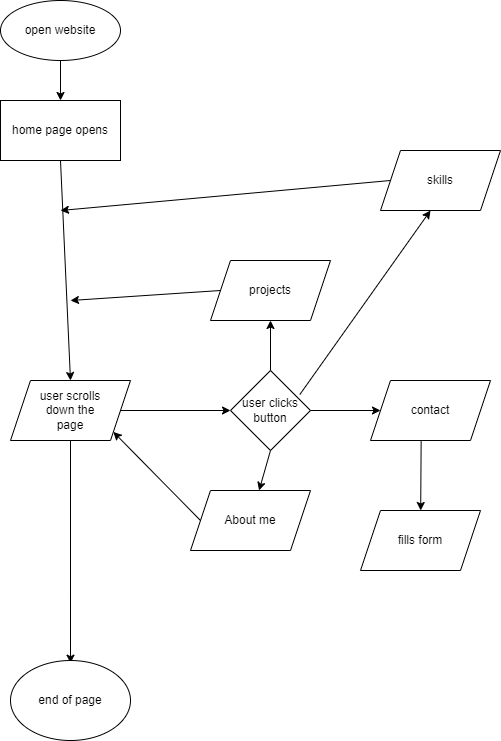 open website
home page opens
skills
projects
user scrolls
down the
page
user clicks
button
contact
About me
fills form
end of page